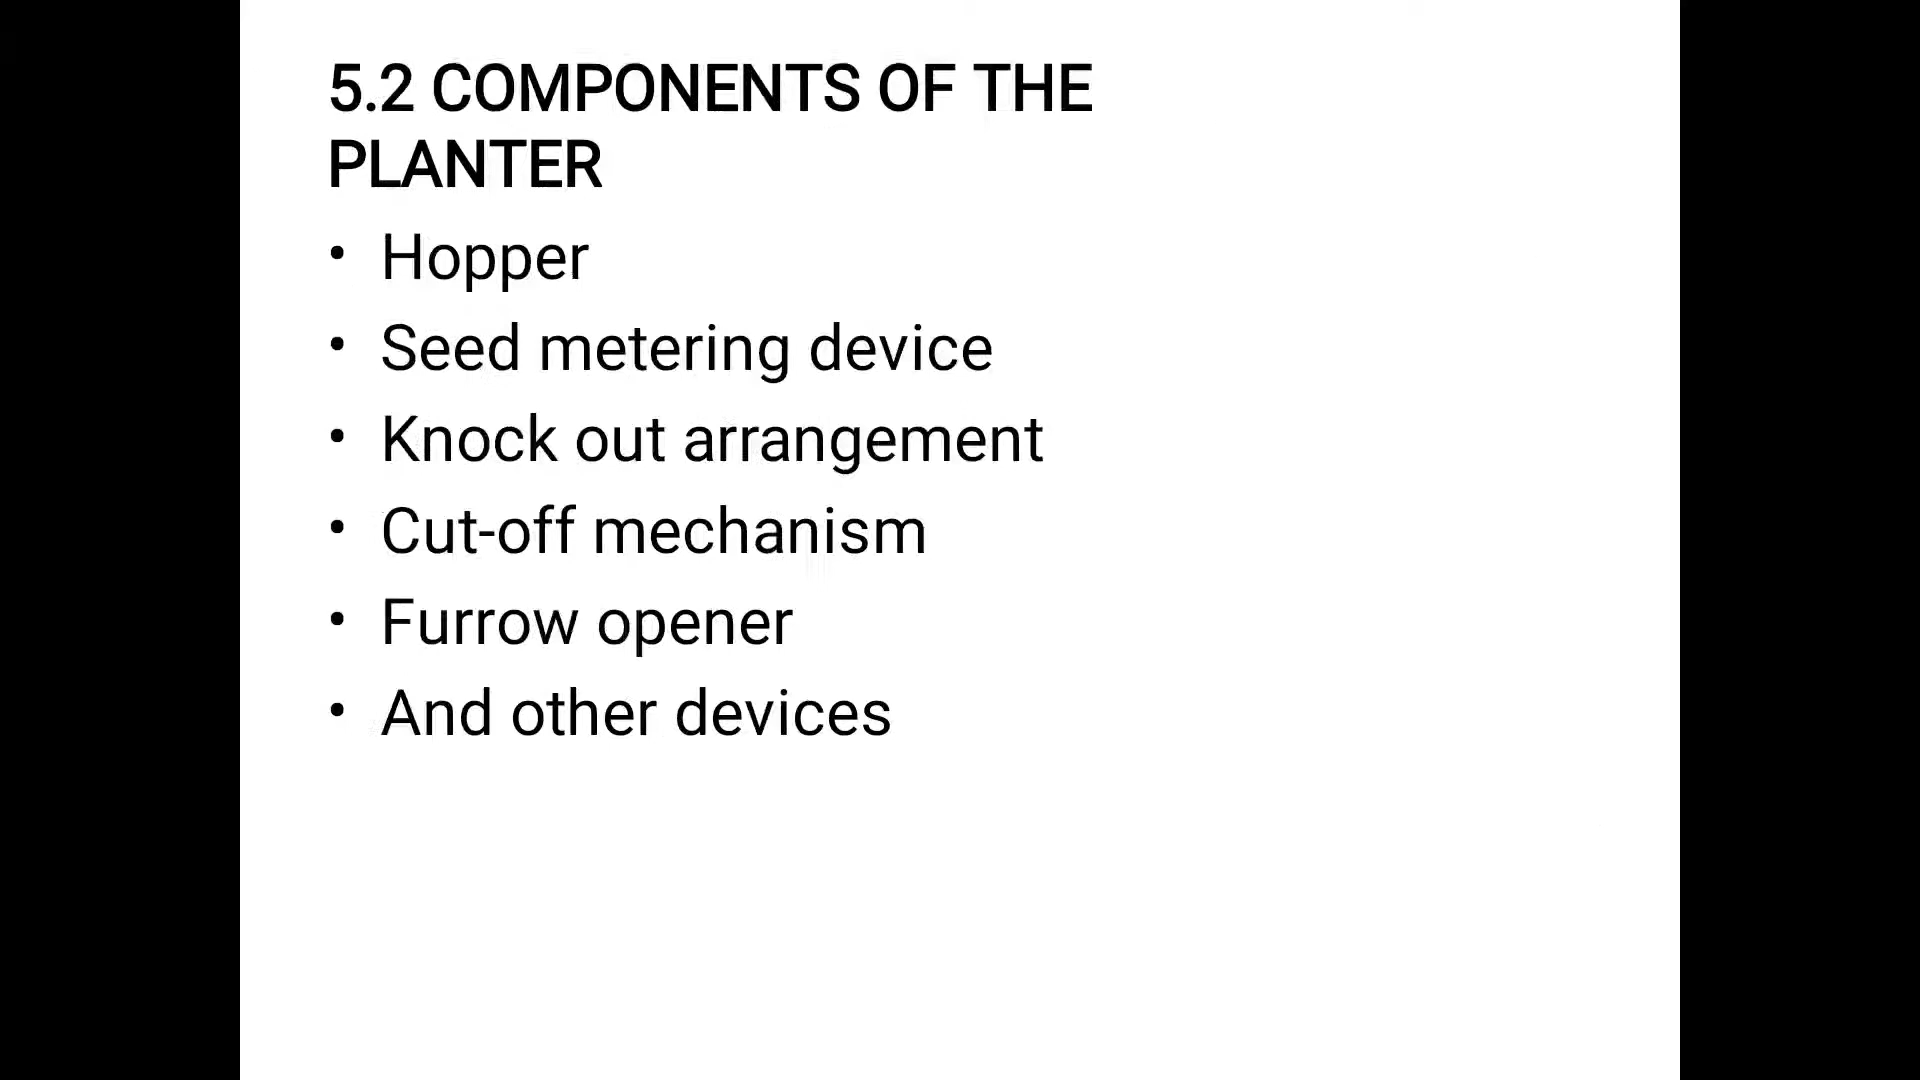 5.2 COMPONENTS OF THE
PLANTER
• Hopper
• Seed metering device
• Knock out arrangement
• Cut-off mechanism
• Furrow opener
• And other devices